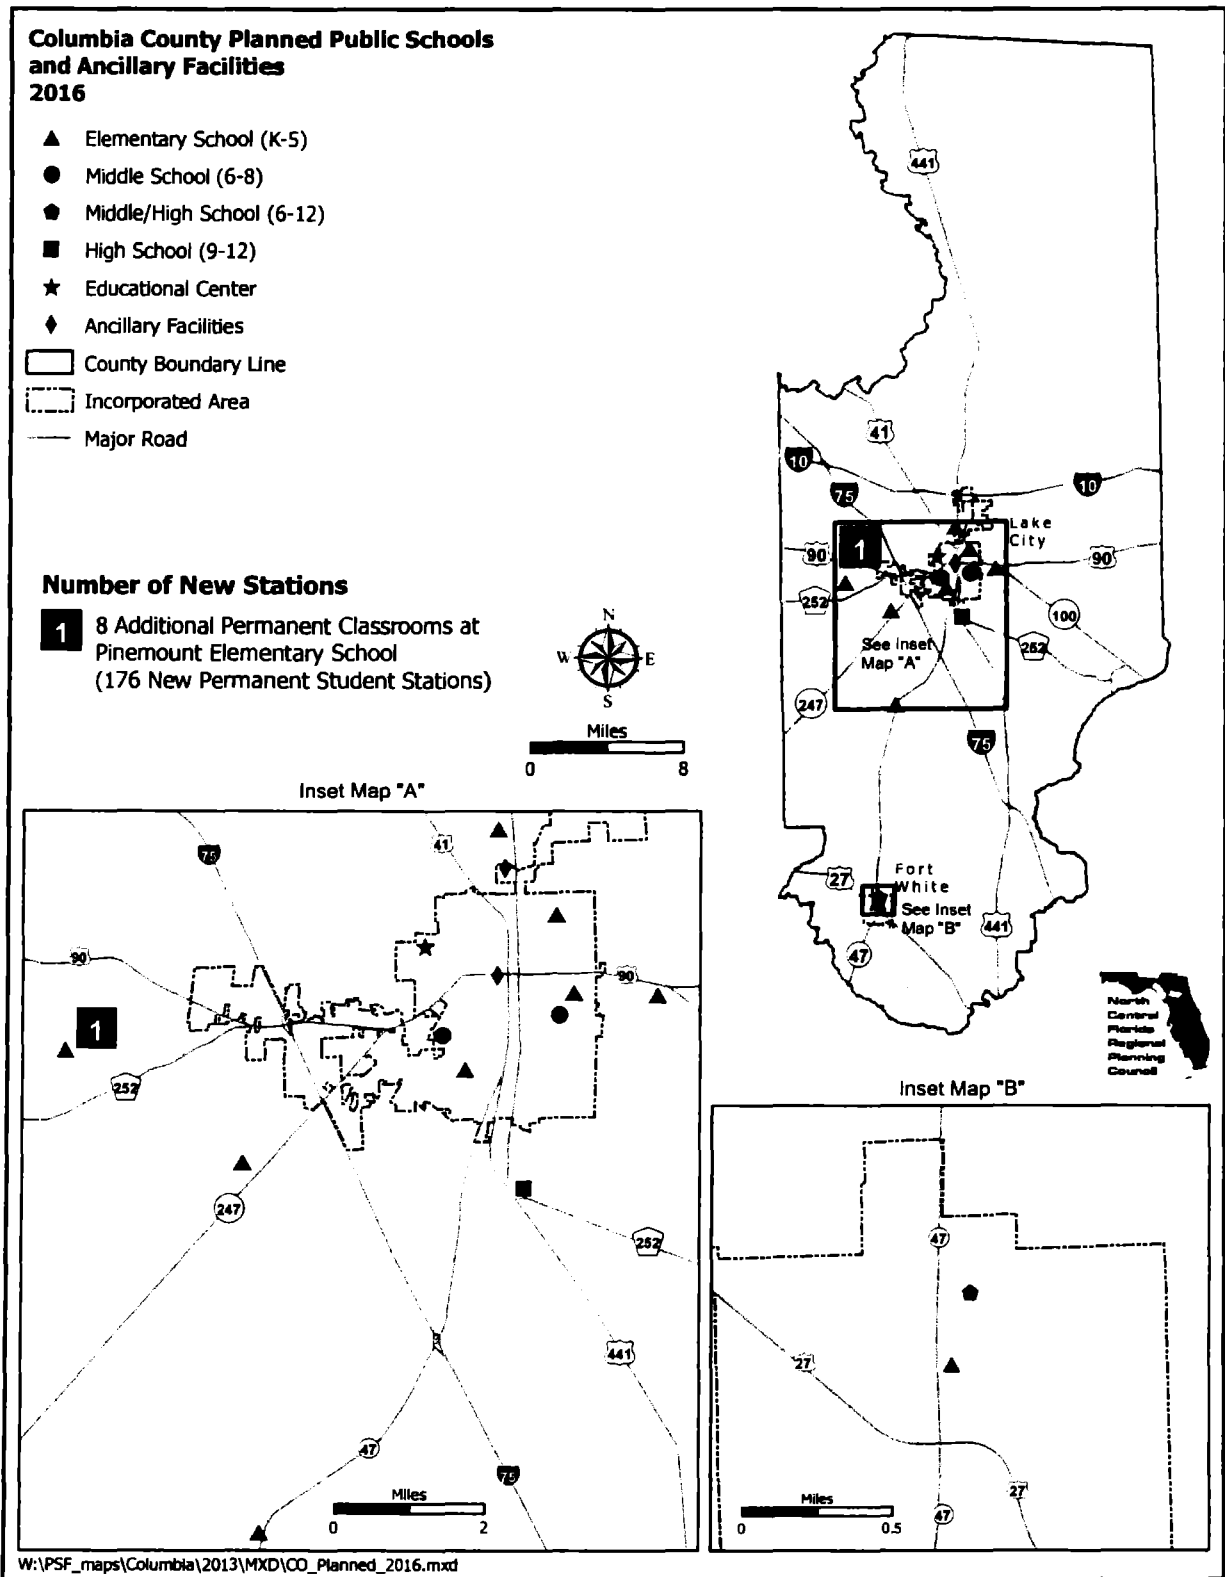 Columbia County Planned Public Schools
and Ancillary Facilities
2016
Elementary School (K-5)
Middle School (6-8)
Middle/High School (6-12)
High School (9-12)
Educational Center
Ancillary Facilities
County Boundary Line
Incorporated Area
Major Road
Number of New Stations
1 8 Additional Permanent Classrooms at
Pinemount Elementary School
(176 New Permanent Student Stations)
N
W E
S
Miles
0 8
441
41
10
75
10
Lake
City
90
1
90
252
100
See Inset
Map "A"
252
247
75
27
Fort
White
See Inset
Map "B"
47
441
North
Central
Florida
Regional
Planning
Council
Inset Map "A"
75
41
90
90
1
252
247
252
441
47
75
Miles
0 2
Inset Map "B"
47
27
27
47
Miles
0 0.5
W:\PSF_maps\Columbia\2013\MXD\CO_Planned_2016.mxd